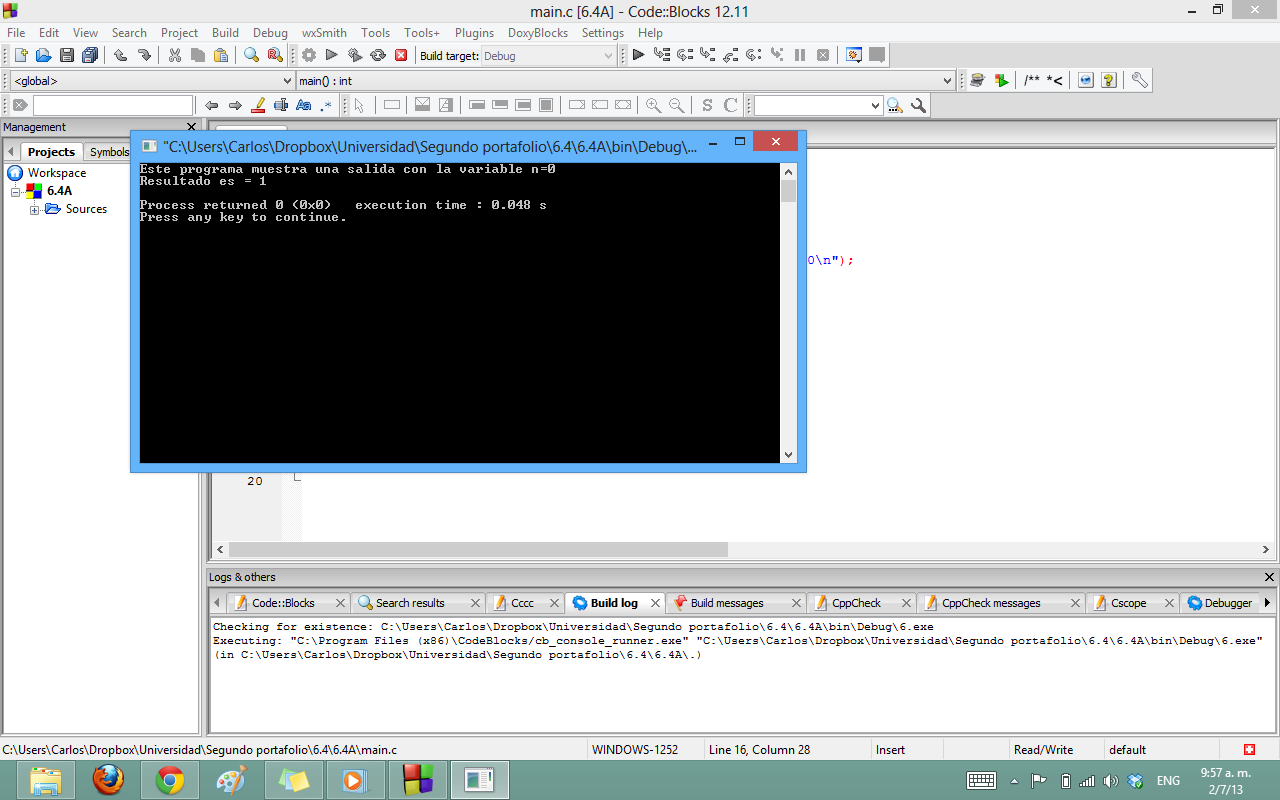 main.c [6.4A] - Code::Blocks 12.11
File Edit View Search Project Build Debug wxSmith Tools Tools+ Plugins DoxyBlocks Settings Help
Build target: Debug
<global> main() : int
/** *<
Aa .*
S C
Management
Projects Symbols
Workspace
6.4A
Sources
"C:\Users\Carlos\Dropbox\Universidad\Segundo portafolio\6.4\6.4A\bin\Debug\...
Este programa muestra una salida con la variable n=0
Resultado es = 1
Process returned 0 (0x0) execution time : 0.048 s
Press any key to continue.
0\n");
20
Logs & others
Code::Blocks Search results Cccc Build log Build messages CppCheck CppCheck messages Cscope Debugger
Checking for existence: C:\Users\Carlos\Dropbox\Universidad\Segundo portafolio\6.4\6.4A\bin\Debug\6.exe
Executing: "C:\Program Files (x86)\CodeBlocks/cb_console_runner.exe" "C:\Users\Carlos\Dropbox\Universidad\Segundo portafolio\6.4\6.4A\bin\Debug\6.exe"
(in C:\Users\Carlos\Dropbox\Universidad\Segundo portafolio\6.4\6.4A\.)
C:\Users\Carlos\Dropbox\Universidad\Segundo portafolio\6.4\6.4A\main.c WINDOWS-1252 Line 16, Column 28 Insert Read/Write default
ENG
9:57 a. m.
2/7/13